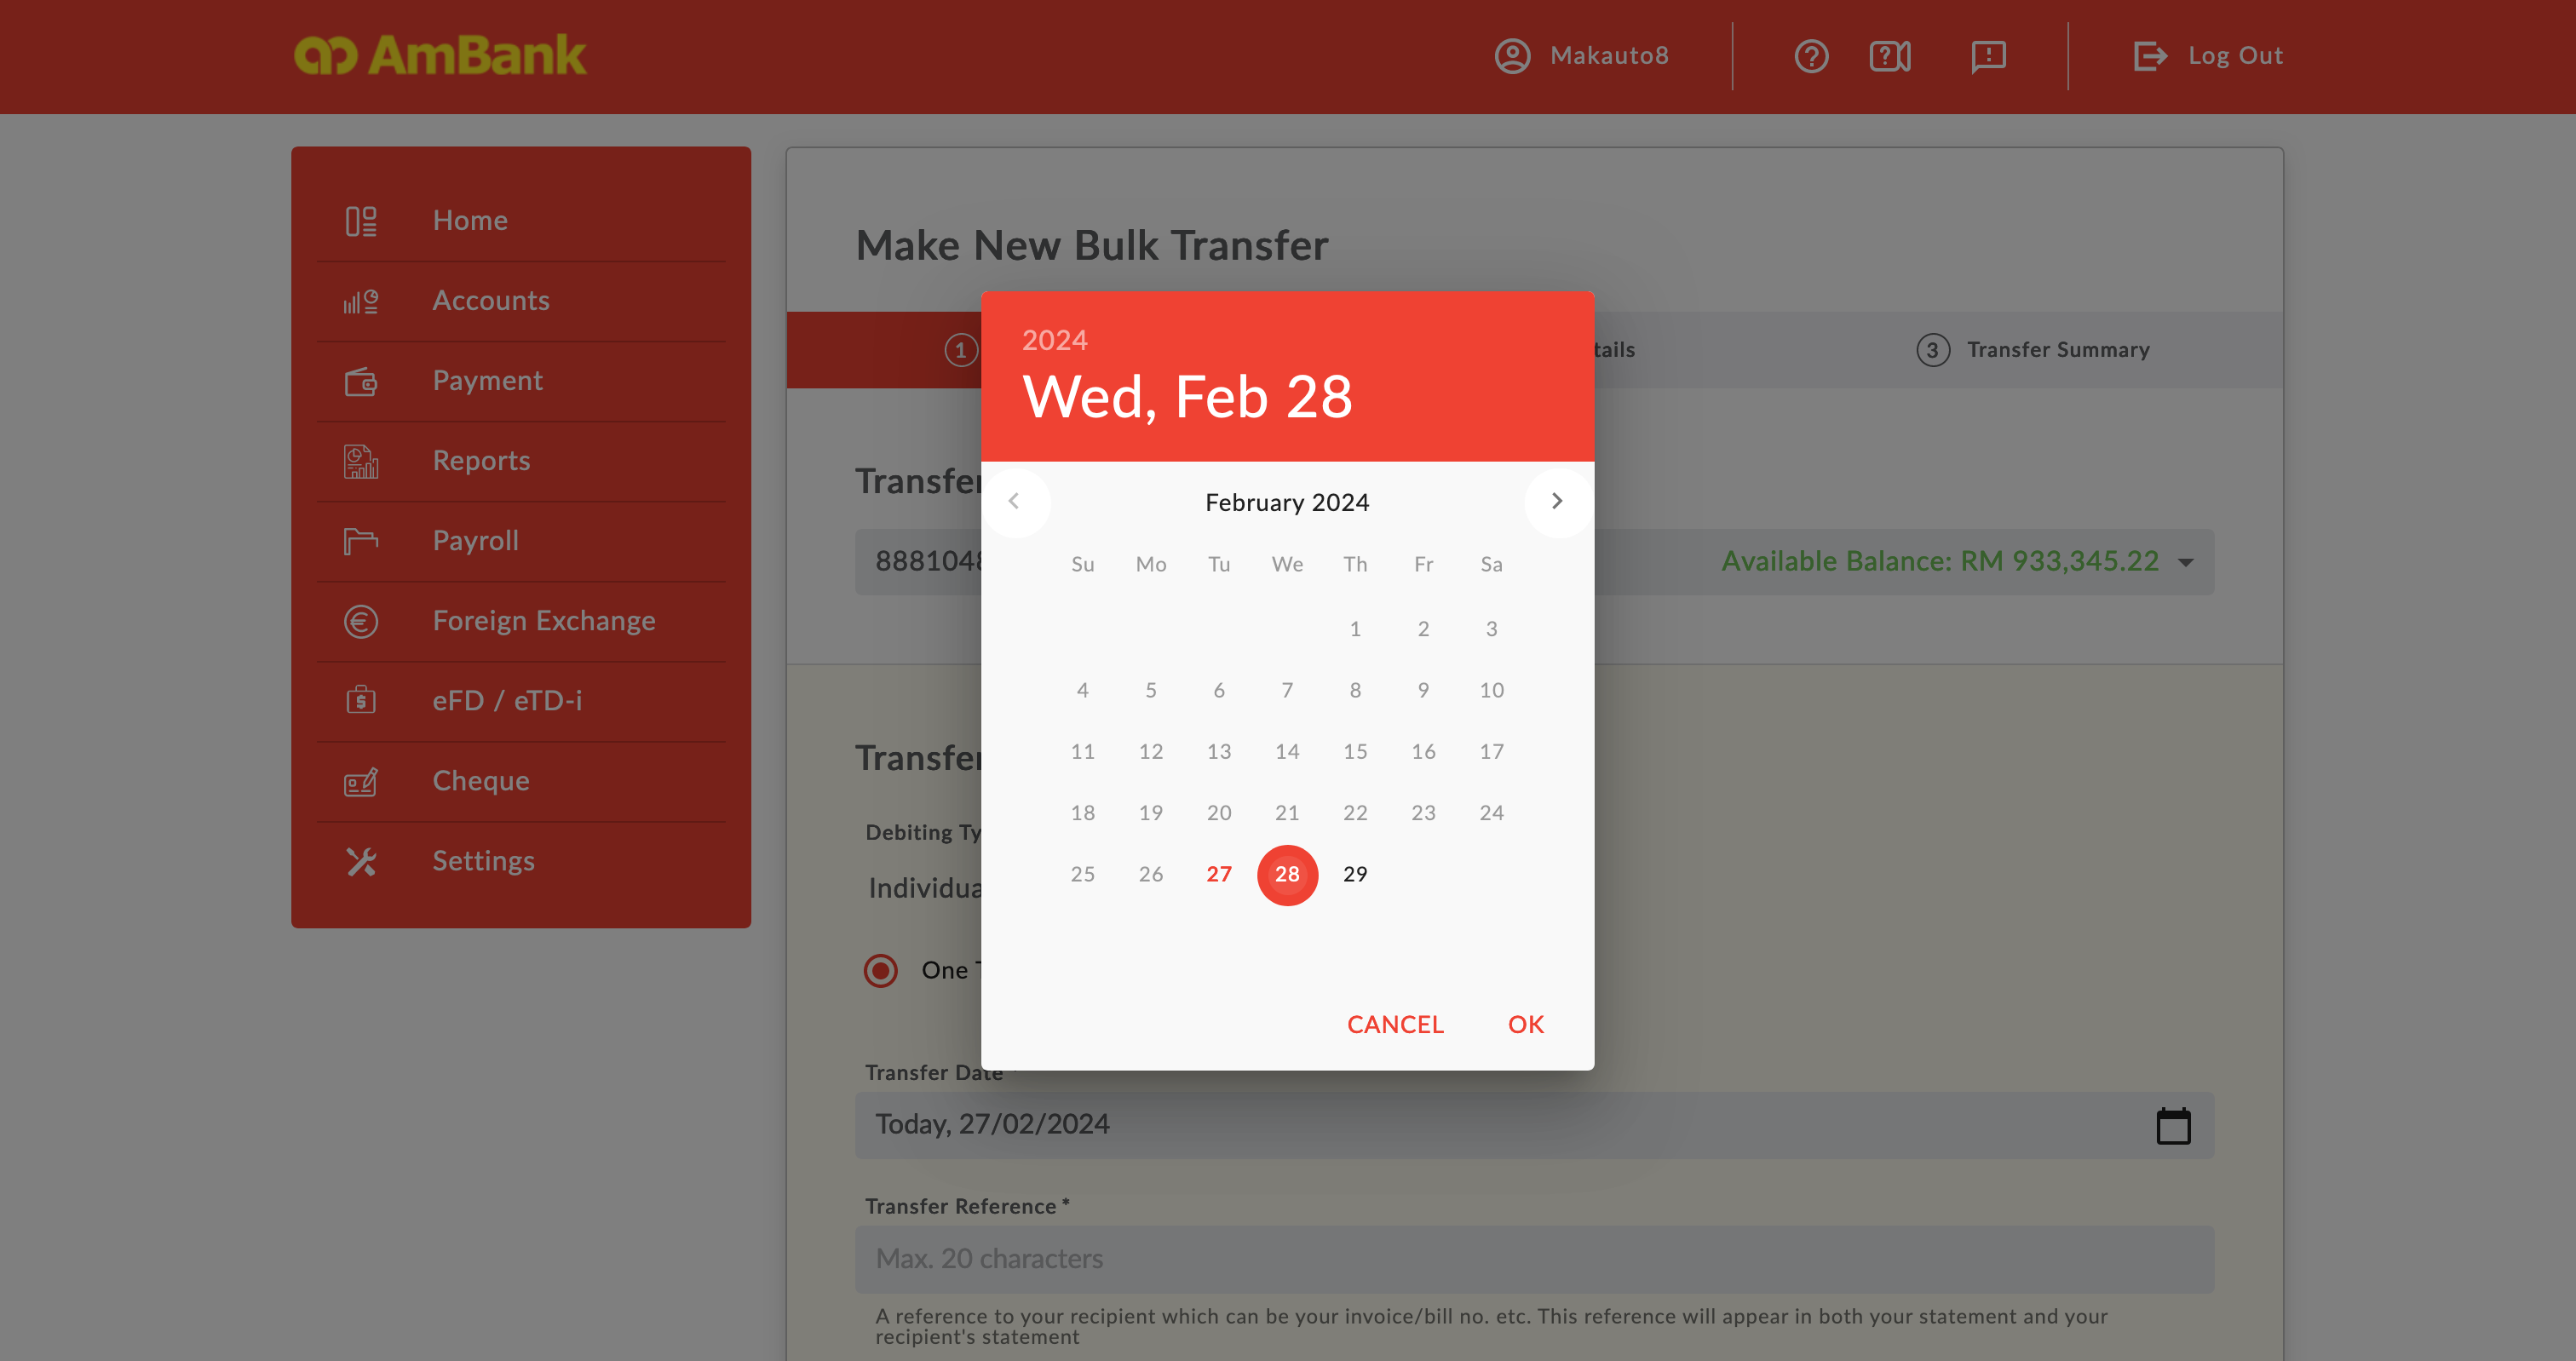 AmBank
Makauto8
Log Out
Home
Accounts
Payment
Reports
Payroll
Foreign Exchange
eFD / eTD-i
Cheque
Settings
Make New Bulk Transfer
1
tails
3 Transfer Summary
2024
Wed, Feb 28
February 2024
Su Mo Tu We Th Fr Sa
1 2 3
4 5 6 7 8 9 10
11 12 13 14 15 16 17
18 19 20 21 22 23 24
25 26 27 28 29
CANCEL OK
Transfer
888104
Available Balance: RM 933,345.22
Transfer
Debiting Ty
Individua
One
Transfer Date
Today, 27/02/2024
Transfer Reference *
Max. 20 characters
A reference to your recipient which can be your invoice/bill no. etc. This reference will appear in both your statement and your
recipient's statement